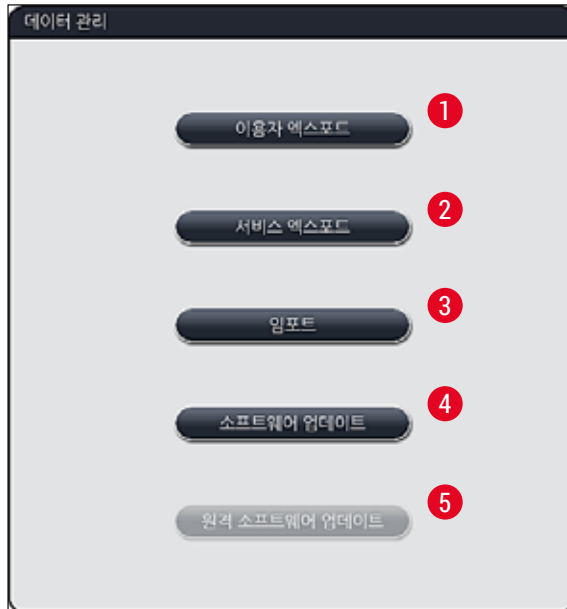 데이터 관리
이용자 엑스포드
1
서비스 엑스포드
2
임포트
3
소프트웨어 업데이트
4
원격 소프트웨어 업데이트
5